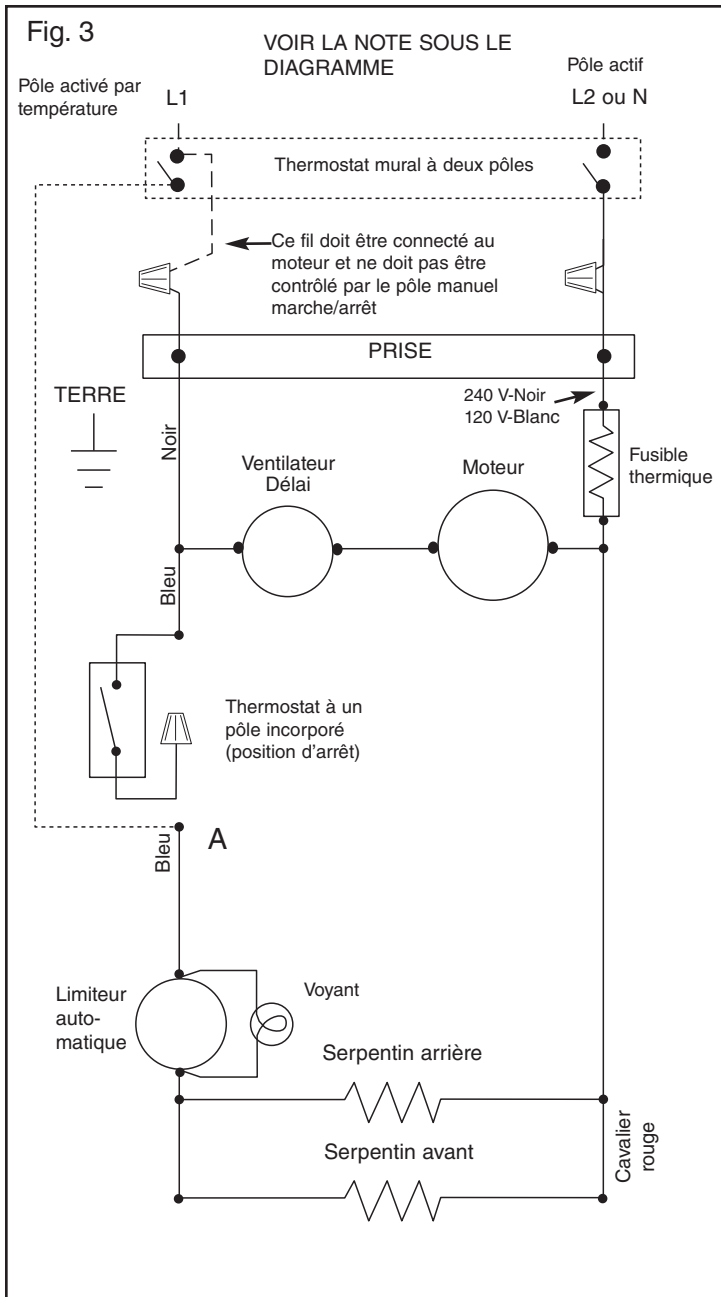 Fig. 3
VOIR LA NOTE SOUS LE
DIAGRAMME
Pôle activé par
température
L1
Pôle actif
L2 ou N
Thermostat mural à deux pôles
Ce fil doit être connecté au
moteur et ne doit pas être
contrôlé par le pôle manuel
marche/arrêt
PRISE
TERRE
240 V-Noir
120 V-Blanc
Noir
Ventilateur
Délai
Moteur
Fusible
thermique
Bleu
Thermostat à un
pôle incorporé
(position d'arrêt)
A
Bleu
Limiteur
auto-
matique
Voyant
Serpentin arrière
Serpentin avant
Cavalier
rouge